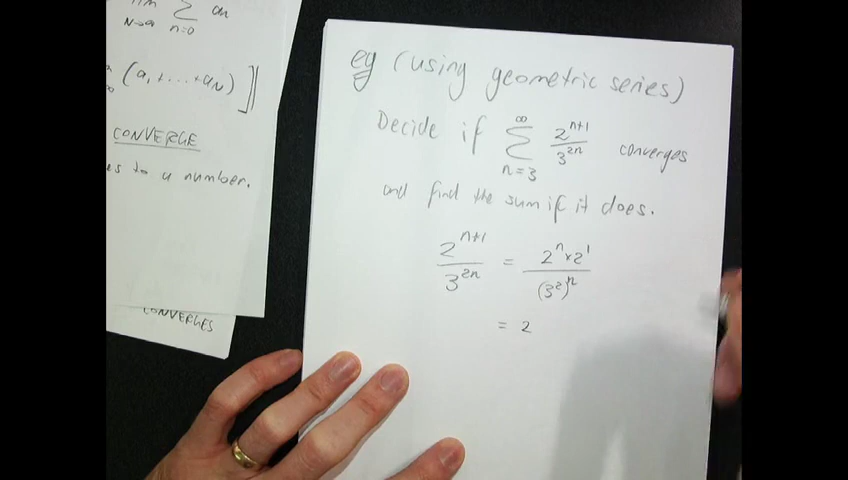 lim ∑ an
N→∞ n=0
(a₁+...+aN) ]]
CONVERGE
es to a number.
CONVERGES
eg (using geometric series)
Decide if ∑_{n=3}^{∞} 2^{n+1}/3^{2n} converges
and find the sum if it does.
2^{n+1}/3^{2n} = 2^n × 2^1/(3^2)^n
= 2